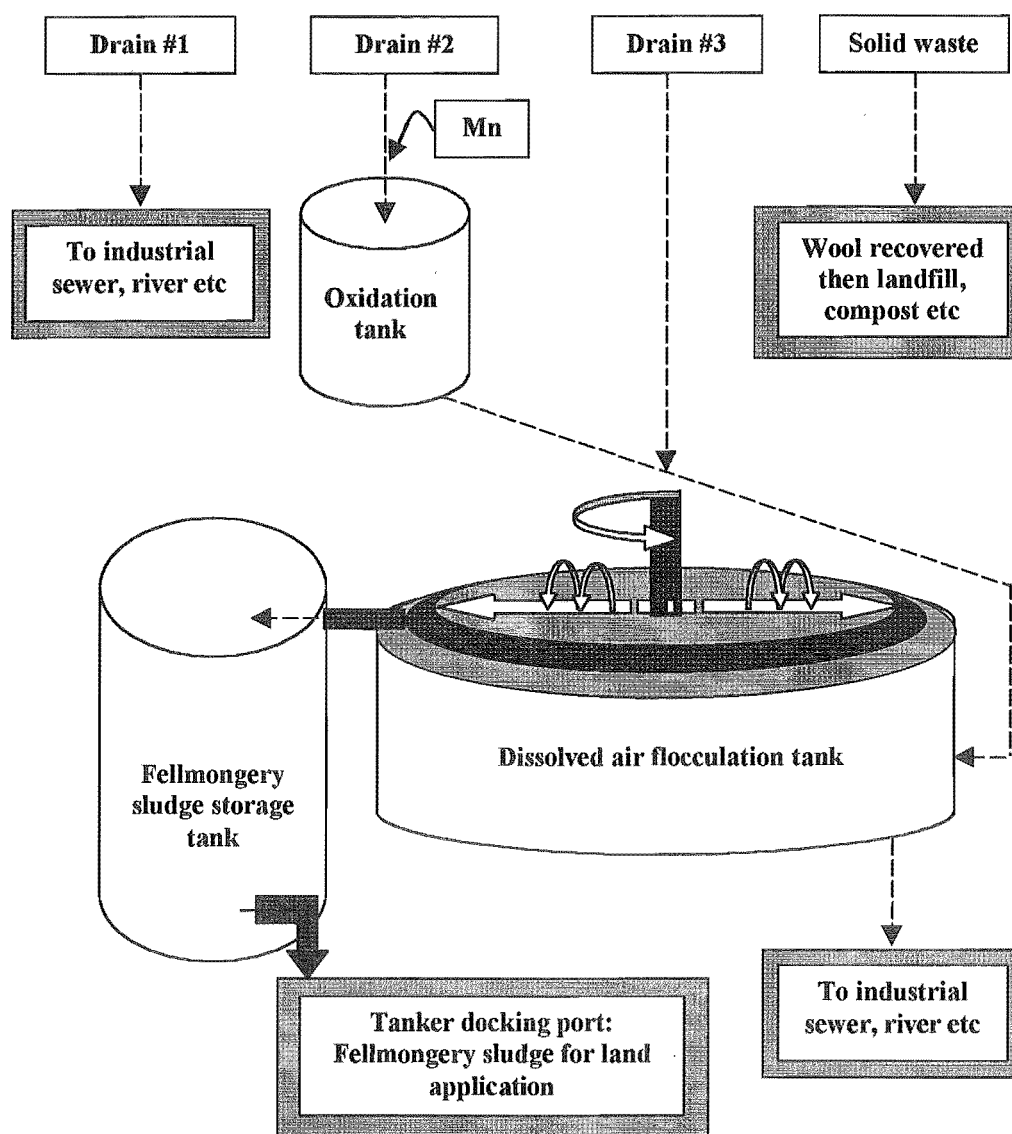 Drain #1
Drain #2
Drain #3
Solid waste
Mn
To industrial
sewer, river etc
Oxidation
tank
Wool recovered
then landfill,
compost etc
Dissolved air flocculation tank
Fellmongery
sludge storage
tank
Tanker docking port:
Fellmongery sludge for land
application
To industrial
sewer, river etc